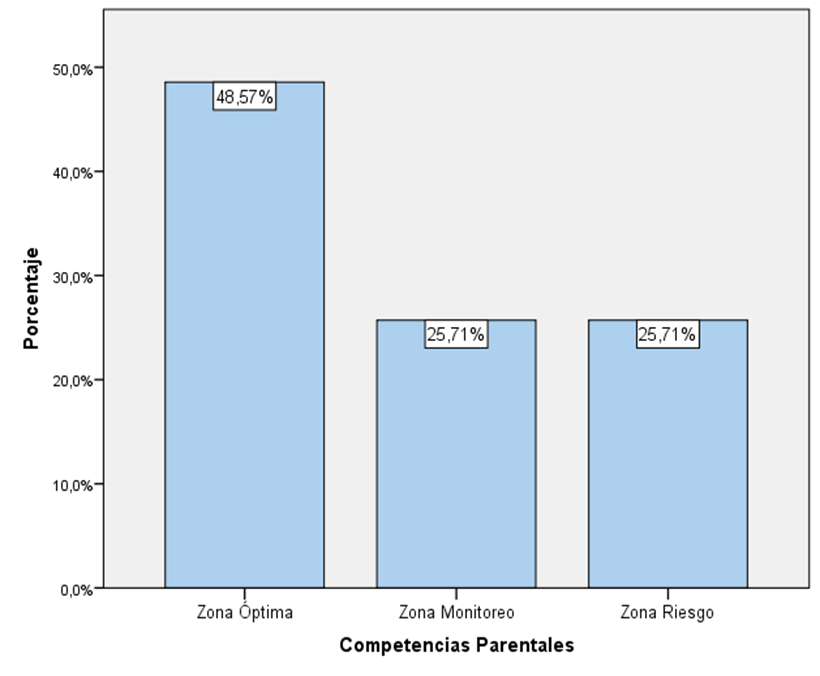 Porcentaje
50,0%
40,0%
30,0%
20,0%
10,0%
0,0%
48,57%
25,71%
25,71%
Zona Óptima
Zona Monitoreo
Zona Riesgo
Competencias Parentales